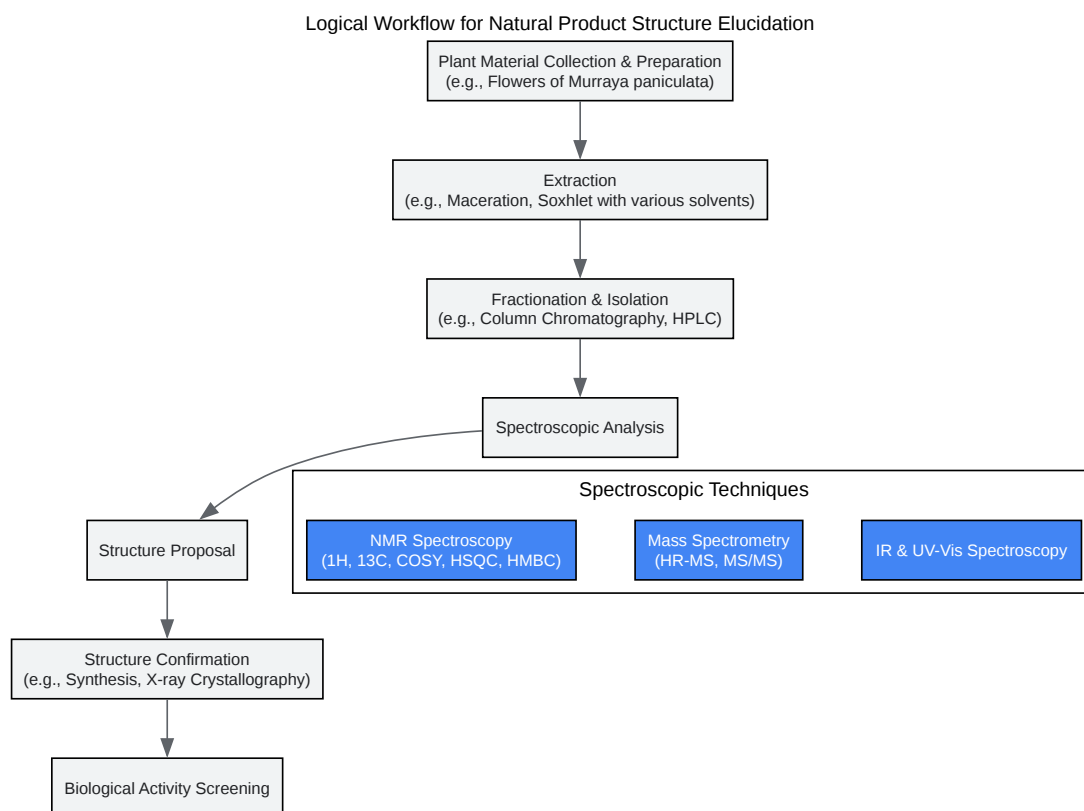 Logical Workflow for Natural Product Structure Elucidation
Plant Material Collection & Preparation
(e.g., Flowers of Murraya paniculata)
Extraction
(e.g., Maceration, Soxhlet with various solvents)
Fractionation & Isolation
(e.g., Column Chromatography, HPLC)
Spectroscopic Analysis
Spectroscopic Techniques
NMR Spectroscopy
(1H, 13C, COSY, HSQC, HMBC)
Mass Spectrometry
(HR-MS, MS/MS)
IR & UV-Vis Spectroscopy
Structure Proposal
Structure Confirmation
(e.g., Synthesis, X-ray Crystallography)
Biological Activity Screening